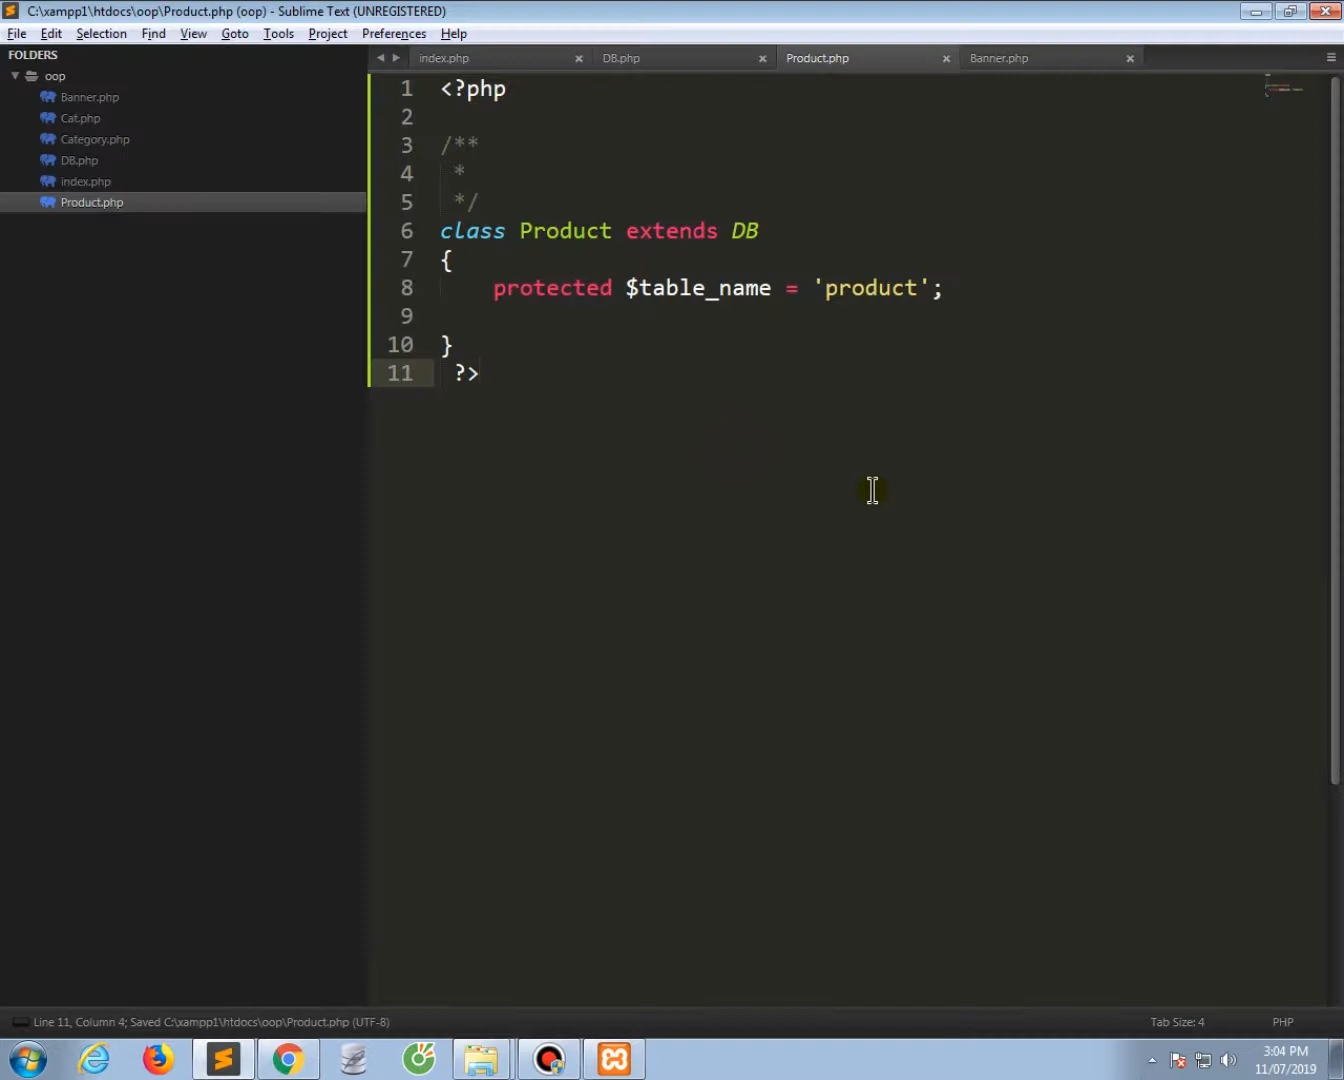 C:\xampp1\htdocs\oop\Product.php (oop) - Sublime Text (UNREGISTERED)
File Edit Selection Find View Goto Tools Project Preferences Help
FOLDERS
oop
Banner.php
Cat.php
Category.php
DB.php
index.php
Product.php
index.php DB.php Product.php Banner.php
1 <?php
2
3 /**
4 *
5 */
6 class Product extends DB
7 {
8 protected $table_name = 'product';
9
10 }
11 ?>
Line 11, Column 4; Saved C:\xampp1\htdocs\oop\Product.php (UTF-8)
Tab Size: 4 PHP
3:04 PM
11/07/2019